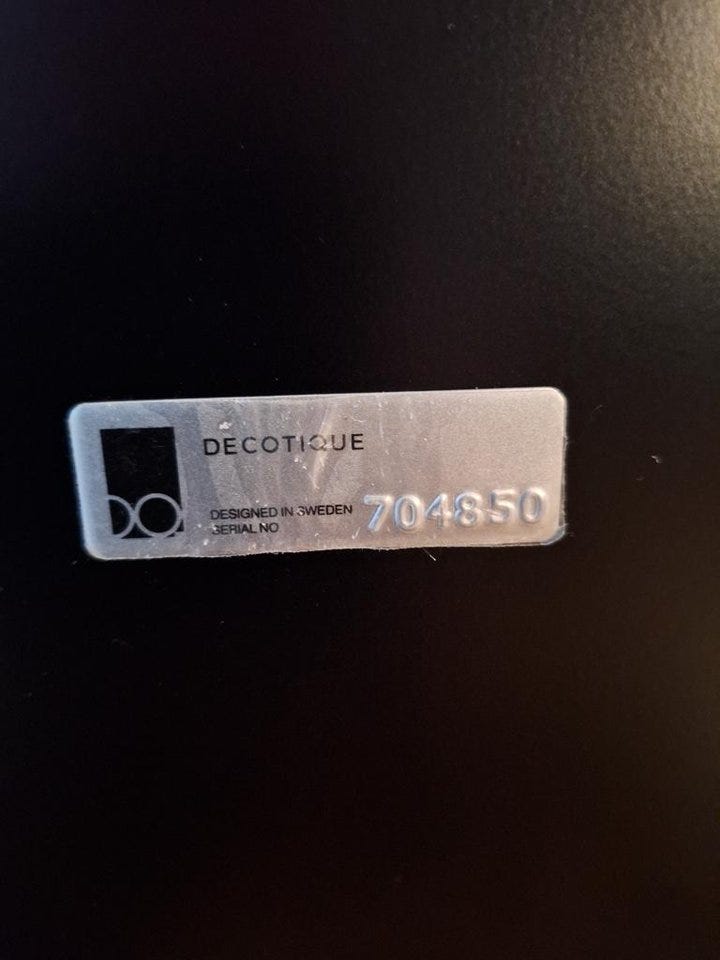 DECOTIQUE
DESIGNED IN SWEDEN
SERIAL NO 704850